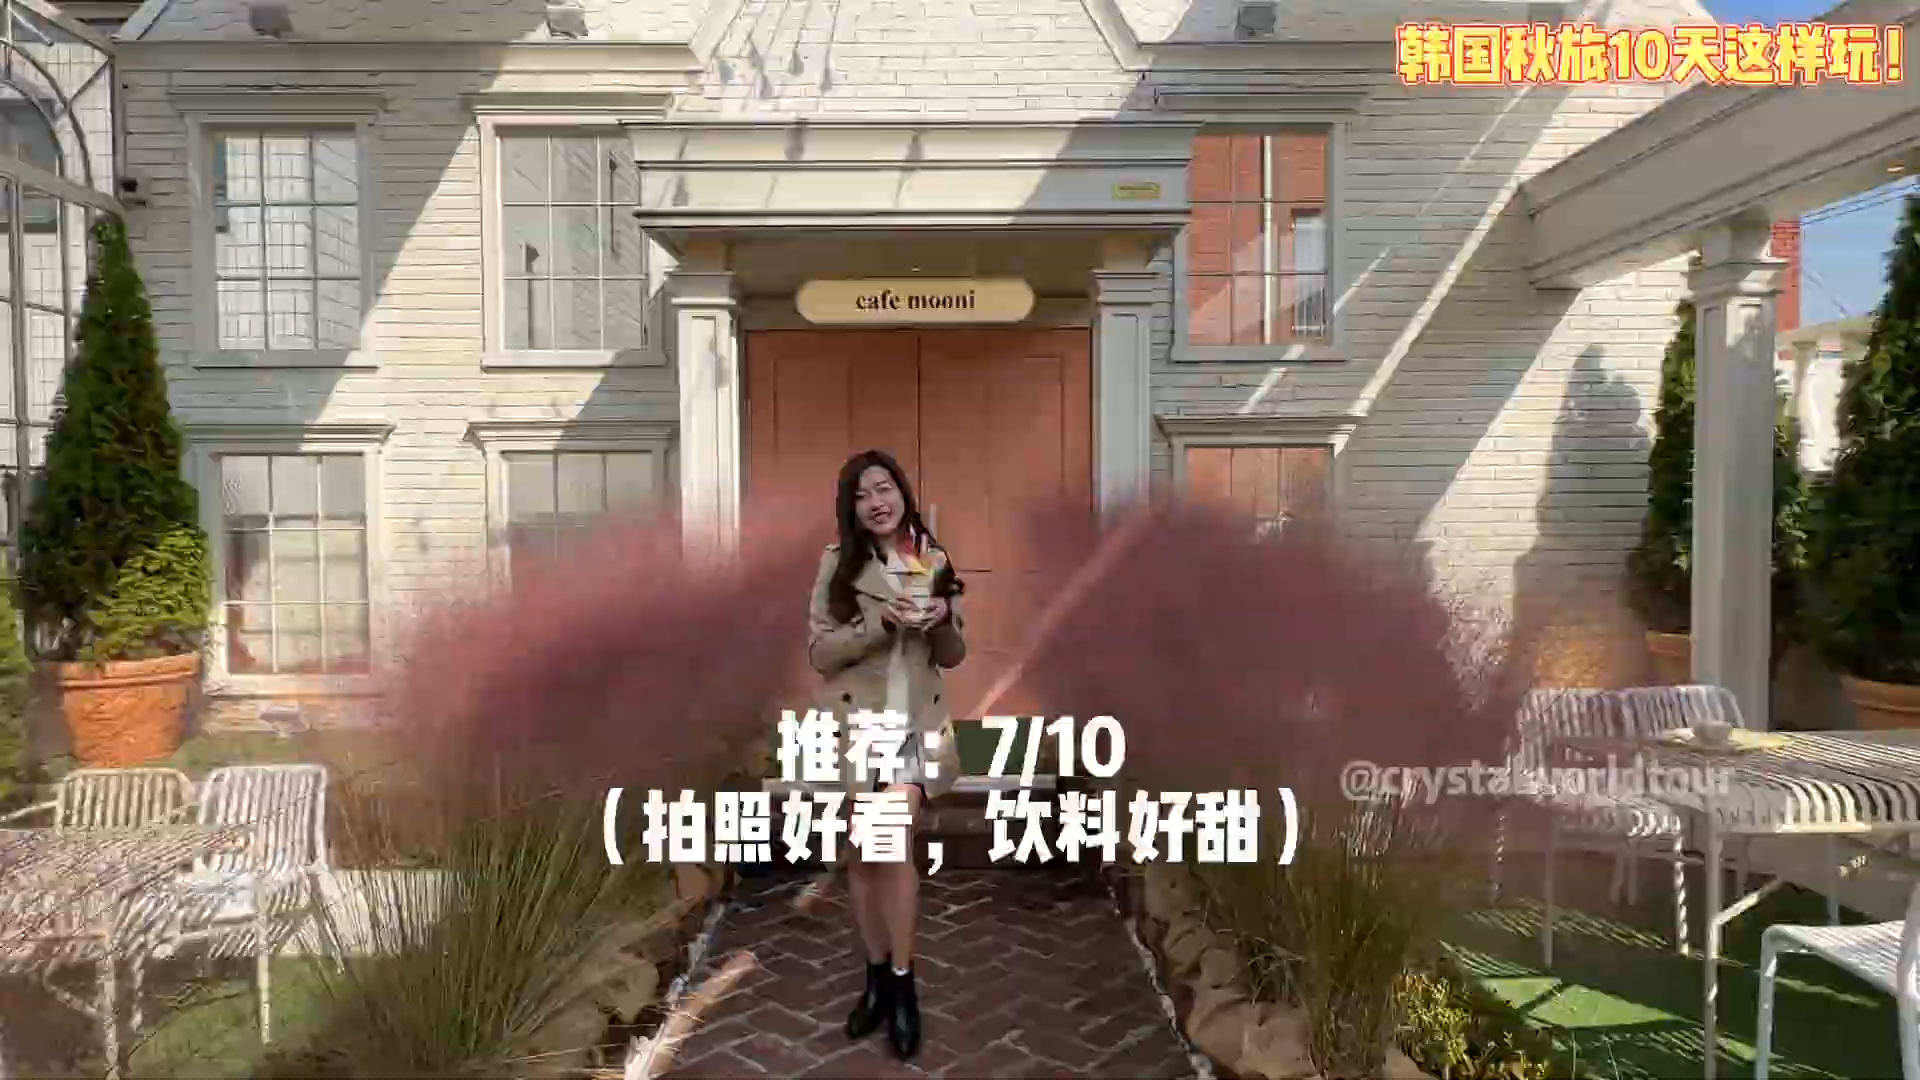 韩国秋旅10天这样玩！
cafe mooni
推荐：7/10
（拍照好看，饮料好甜）
@crystalworldtour